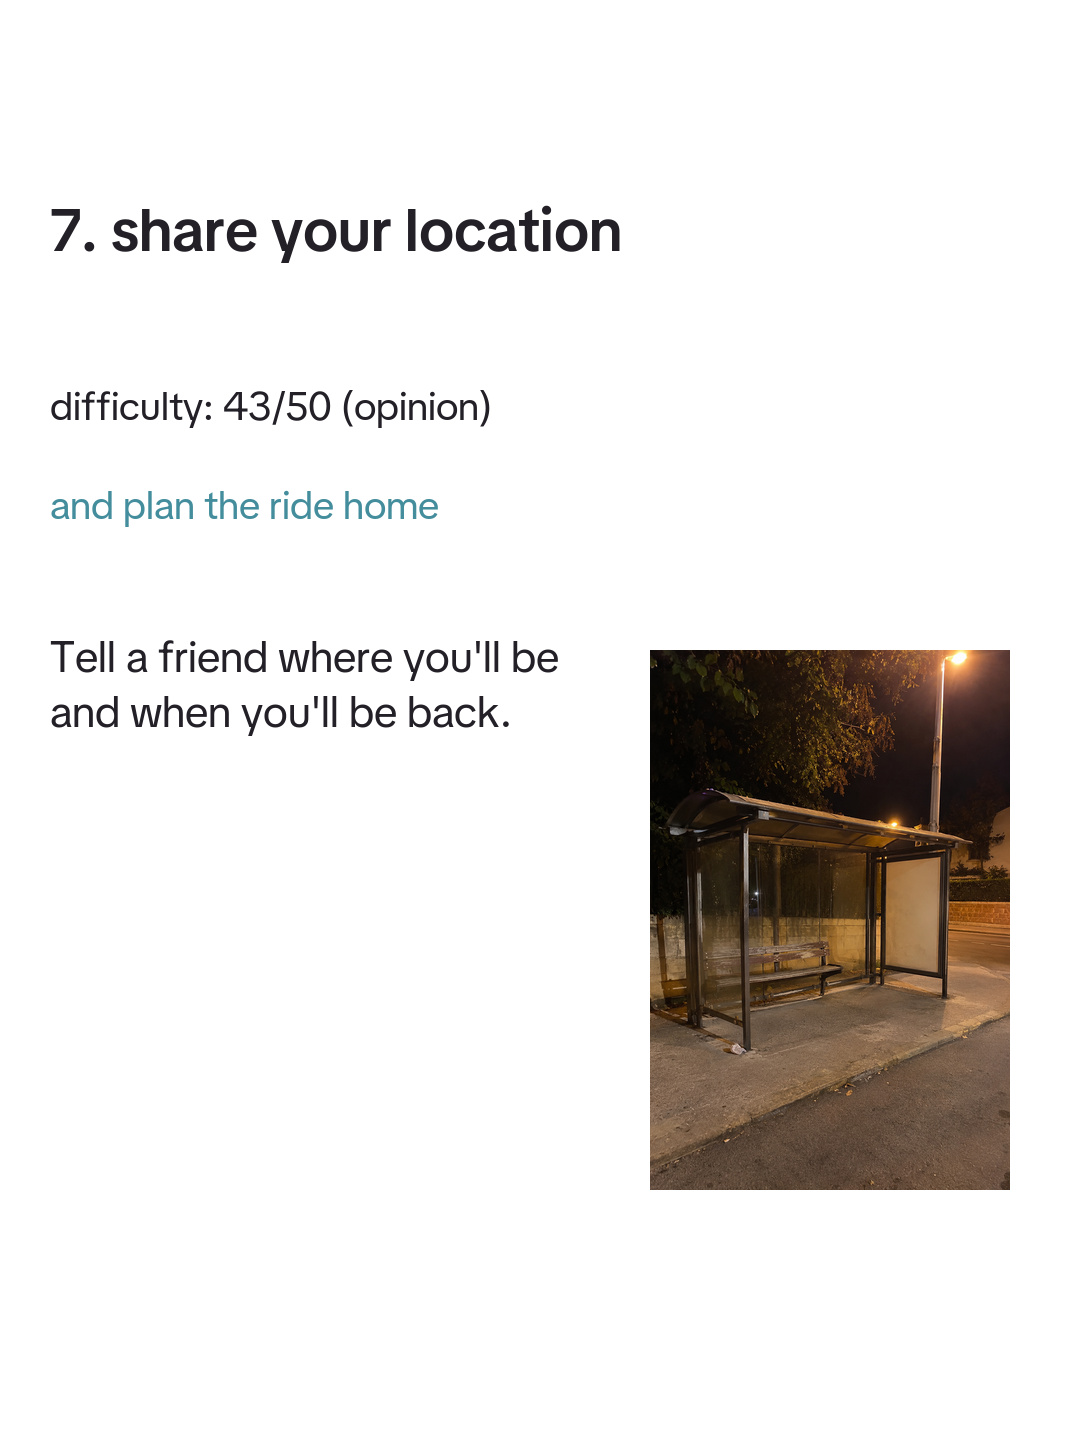 7. share your location
difficulty: 43/50 (opinion)
and plan the ride home
Tell a friend where you'll be
and when you'll be back.